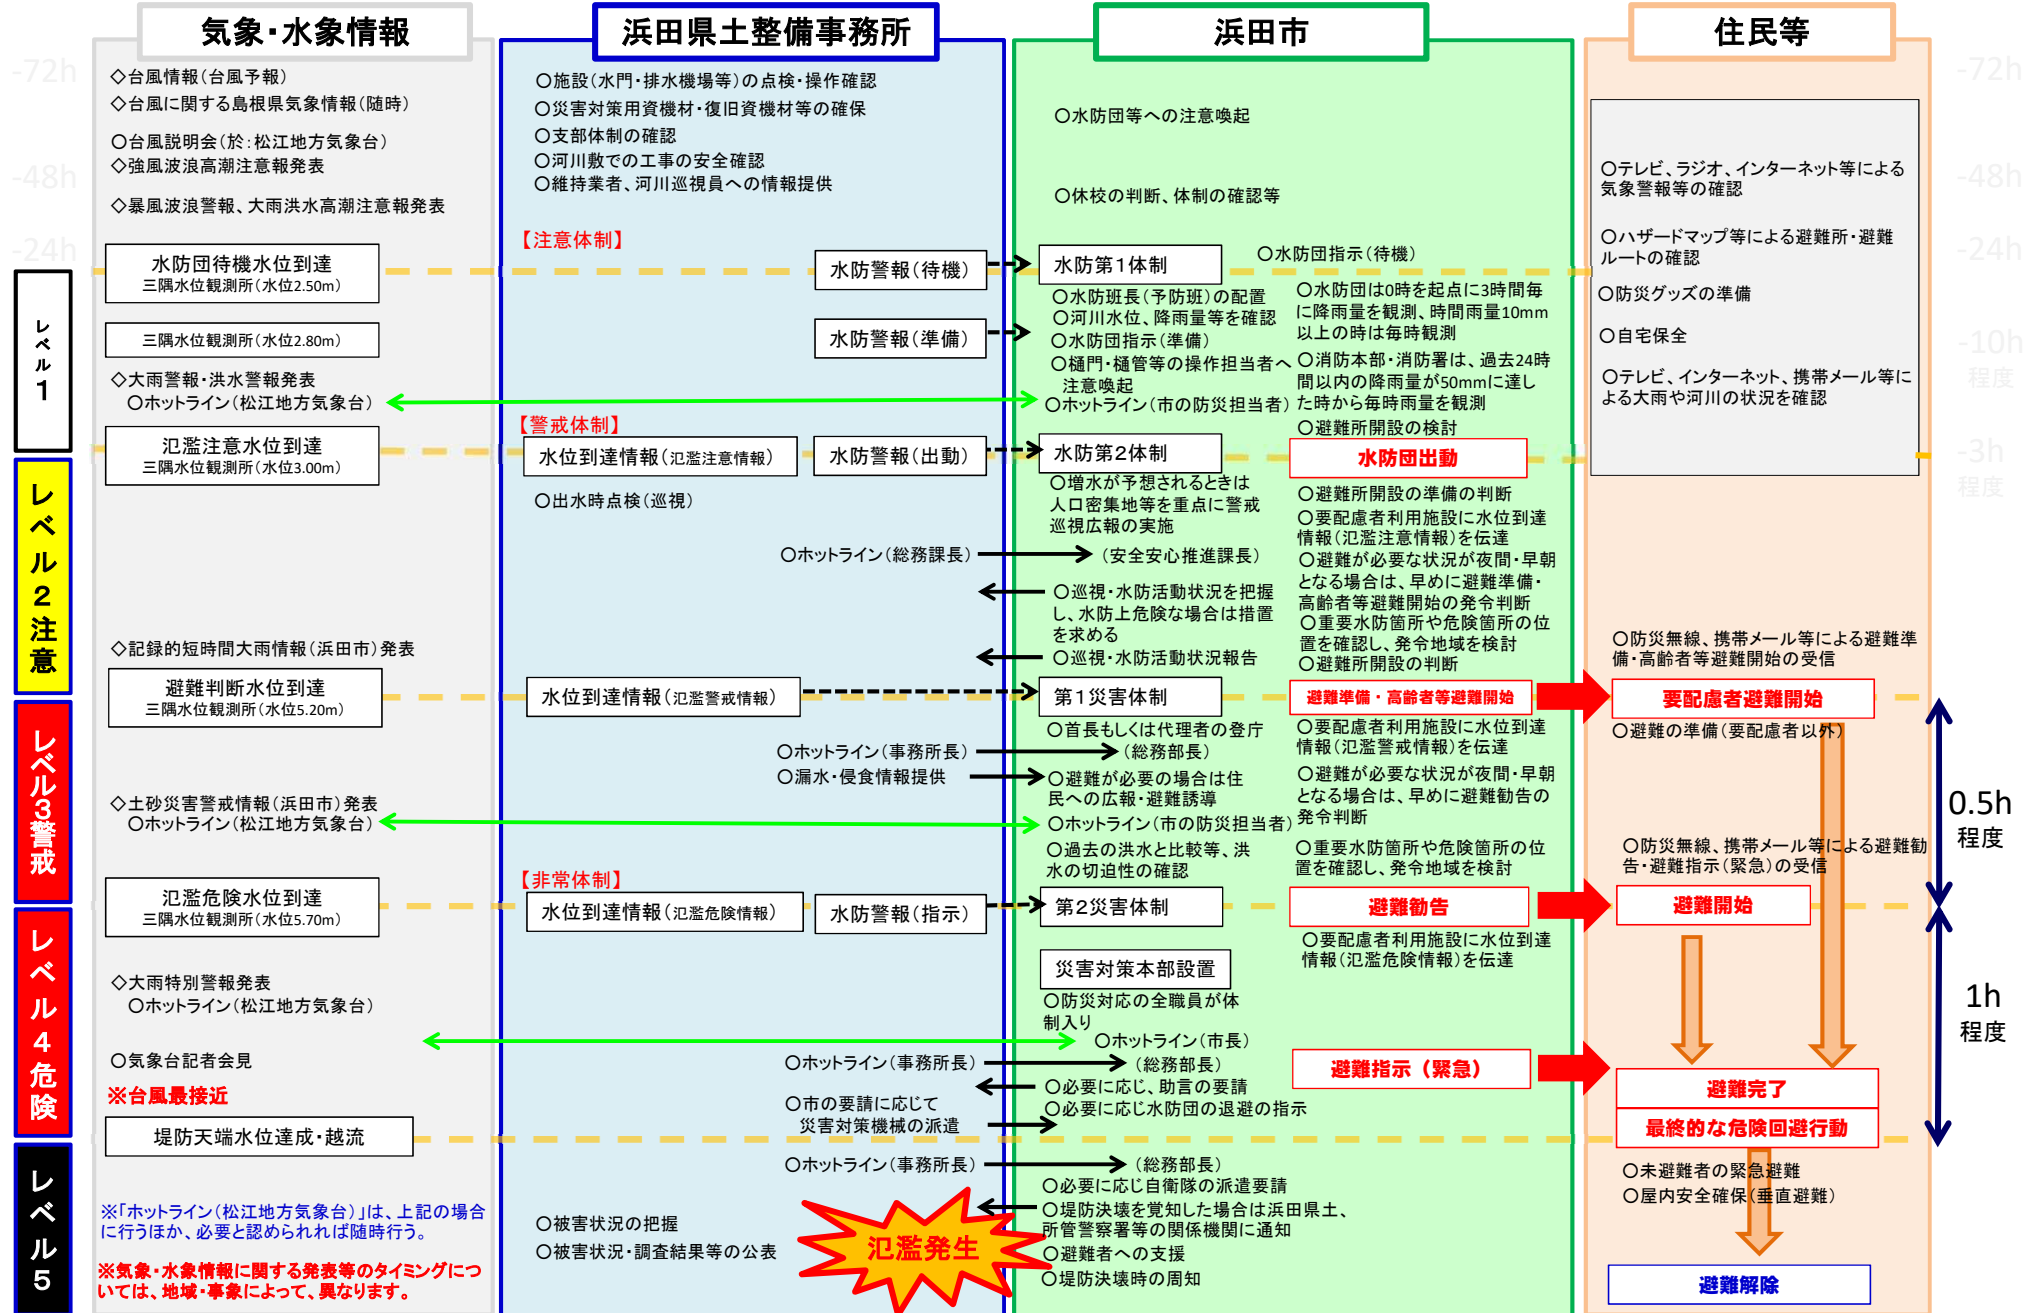 気象・水象情報
-72h
◇台風情報（台風予報）
◇台風に関する島根県気象情報（随時）
○台風説明会（於：松江地方気象台）
◇強風波浪高潮注意報発表
-48h
◇暴風波浪警報、大雨洪水高潮注意報発表
-24h
水防団待機水位到達
三隅水位観測所（水位2.50m）
レベル1
三隅水位観測所（水位2.80m）
◇大雨警報・洪水警報発表
○ホットライン（松江地方気象台）
氾濫注意水位到達
三隅水位観測所（水位3.00m）
レベル2注意
◇記録的短時間大雨情報（浜田市）発表
避難判断水位到達
三隅水位観測所（水位5.20m）
レベル3警戒
◇土砂災害警戒情報（浜田市）発表
○ホットライン（松江地方気象台）
氾濫危険水位到達
三隅水位観測所（水位5.70m）
レベル4危険
◇大雨特別警報発表
○ホットライン（松江地方気象台）
○気象台記者会見
※台風最接近
堤防天端水位達成・越流
レベル5
※「ホットライン（松江地方気象台）」は、上記の場合
に行うほか、必要と認められれば随時行う。
※気象・水象情報に関する発表等のタイミングにつ
いては、地域・事象によって、異なります。
浜田県土整備事務所
○施設（水門・排水機場等）の点検・操作確認
○災害対策用資機材・復旧資機材等の確保
○支部体制の確認
○河川敷での工事の安全確認
○維持業者、河川巡視員への情報提供
【注意体制】
水防警報（待機）
水防警報（準備）
【警戒体制】
水位到達情報（氾濫注意情報）
水防警報（出動）
○出水時点検（巡視）
○ホットライン（総務課長）
水位到達情報（氾濫警戒情報）
○ホットライン（事務所長）
○漏水・侵食情報提供
【非常体制】
水位到達情報（氾濫危険情報）
水防警報（指示）
○ホットライン（事務所長）
○市の要請に応じて
災害対策機械の派遣
○ホットライン（事務所長）
○被害状況の把握
○被害状況・調査結果等の公表
氾濫発生
浜田市
○水防団等への注意喚起
○休校の判断、体制の確認等
水防第1体制
○水防団指示（待機）
○水防班長（予防班）の配置
○河川水位、降雨量等を確認
○水防団指示（準備）
○樋門・樋管等の操作担当者へ
注意喚起
○ホットライン（市の防災担当者）
○水防団は0時を起点に3時間毎
に降雨量を観測、時間雨量10mm
以上の時は毎時観測
○消防本部・消防署は、過去24時
間以内の降雨量が50mmに達し
た時から毎時雨量を観測
○避難所開設の検討
水防第2体制
水防団出動
○増水が予想されるときは
人口密集地等を重点に警戒
巡視広報の実施
（安全安心推進課長）
○巡視・水防活動状況を把握
し、水防上危険な場合は措置
を求める
○巡視・水防活動状況報告
○避難所開設の準備の判断
○要配慮者利用施設に水位到達
情報（氾濫注意情報）を伝達
○避難が必要な状況が夜間・早朝
となる場合は、早めに避難準備・
高齢者等避難開始の発令判断
○重要水防箇所や危険箇所の位
置を確認し、発令地域を検討
○避難所開設の判断
第1災害体制
避難準備・高齢者等避難開始
○首長もしくは代理者の登庁
（総務部長）
○避難が必要の場合は住
民への広報・避難誘導
○ホットライン（市の防災担当者）
○過去の洪水と比較等、洪
水の切迫性の確認
○要配慮者利用施設に水位到達
情報（氾濫警戒情報）を伝達
○避難が必要な状況が夜間・早朝
となる場合は、早めに避難勧告の
発令判断
○重要水防箇所や危険箇所の位
置を確認し、発令地域を検討
第2災害体制
避難勧告
○要配慮者利用施設に水位到達
情報（氾濫危険情報）を伝達
災害対策本部設置
○防災対応の全職員が体
制入り
○ホットライン（市長）
（総務部長）
避難指示（緊急）
○必要に応じ、助言の要請
○必要に応じ水防団の退避の指示
（総務部長）
○必要に応じ自衛隊の派遣要請
○堤防決壊を覚知した場合は浜田県土、
所管警察署等の関係機関に通知
○避難者への支援
○堤防決壊時の周知
住民等
○テレビ、ラジオ、インターネット等による
気象警報等の確認
○ハザードマップ等による避難所・避難
ルートの確認
○防災グッズの準備
○自宅保全
○テレビ、インターネット、携帯メール等に
よる大雨や河川の状況を確認
○防災無線、携帯メール等による避難準
備・高齢者等避難開始の受信
要配慮者避難開始
○避難の準備（要配慮者以外）
○防災無線、携帯メール等による避難勧
告・避難指示（緊急）の受信
避難開始
避難完了
最終的な危険回避行動
○未避難者の緊急避難
○屋内安全確保（垂直避難）
避難解除
-72h
-48h
-24h
-10h
程度
-3h
程度
0.5h
程度
1h
程度